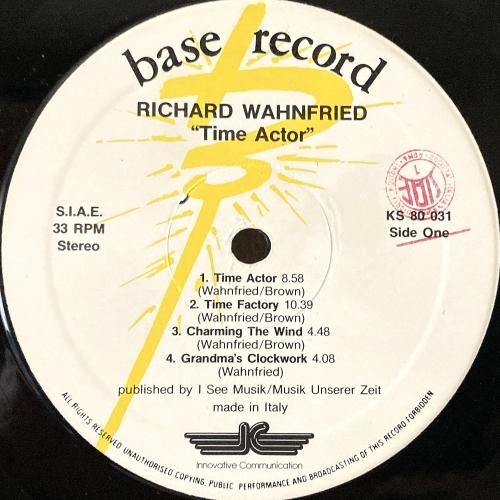 base record
RICHARD WAHNFRIED
"Time Actor"
S.I.A.E.
33 RPM
Stereo
KS 80 031
Side One
1. Time Actor 8.58
(Wahnfried/Brown)
2. Time Factory 10.39
(Wahnfried/Brown)
3. Charming The Wind 4.48
(Wahnfried/Brown)
4. Grandma's Clockwork 4.08
(Wahnfried)
published by I See Musik/Musik Unserer Zeit
made in Italy
IC
Innovative Communication
ALL RIGHTS RESERVED UNAUTHORISED COPYING, PUBLIC PERFORMANCE AND BROADCASTING OF THIS RECORD FORBIDDEN